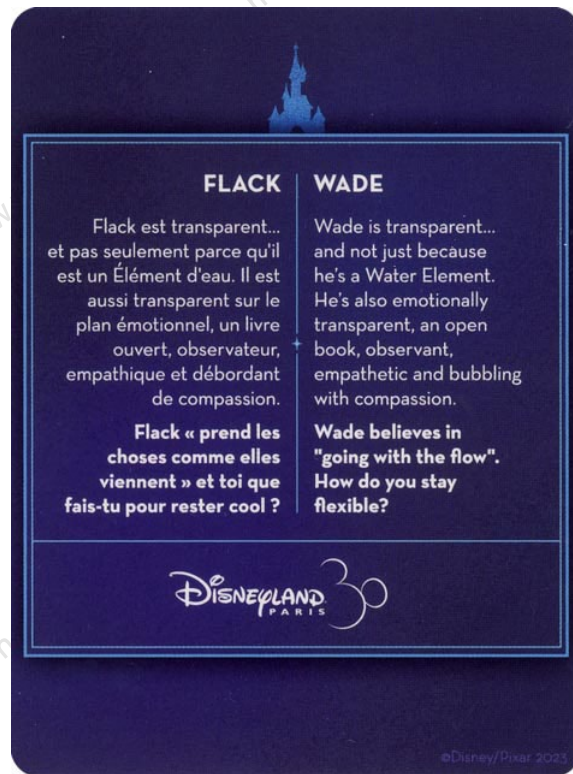 FLACK
Flack est transparent...
et pas seulement parce qu'il
est un Élément d'eau. Il est
aussi transparent sur le
plan émotionnel, un livre
ouvert, observateur,
empathique et débordant
de compassion.
Flack « prend les
choses comme elles
viennent » et toi que
fais-tu pour rester cool ?
WADE
Wade is transparent...
and not just because
he's a Water Element.
He's also emotionally
transparent, an open
book, observant,
empathetic and bubbling
with compassion.
Wade believes in
"going with the flow".
How do you stay
flexible?
DISNEYLAND 30
PARIS
©Disney/Pixar 2023